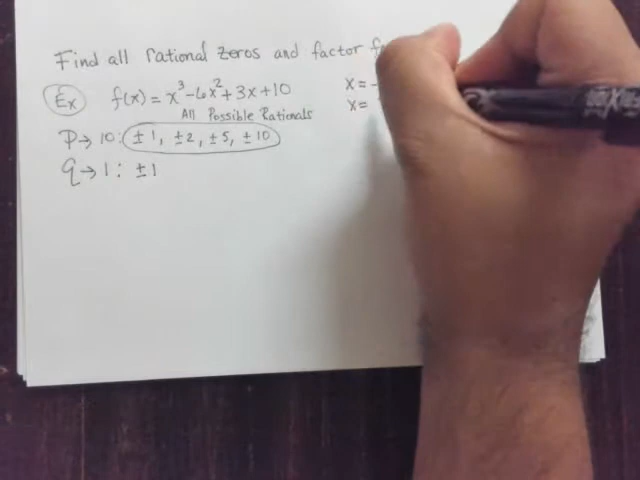 Find all rational zeros and factor
Ex f(x) = x³-6x²+3x+10
x = -
x =
All Possible Rationals
P→ 10: ±1, ±2, ±5, ±10
q→ 1: ±1